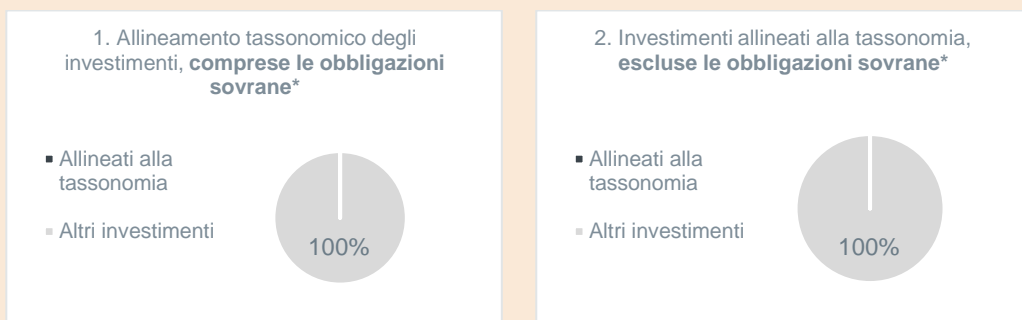 1. Allineamento tassonomico degli
investimenti, comprese le obbligazioni
sovrane*
Allineati alla
tassonomia
Altri investimenti
100%
2. Investimenti allineati alla tassonomia,
escluse le obbligazioni sovrane*
Allineati alla
tassonomia
Altri investimenti
100%